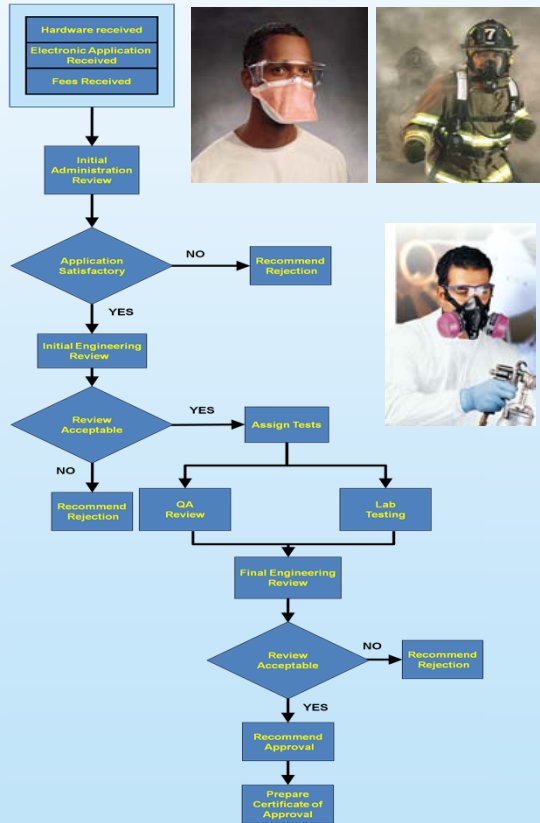 Hardware received
Electronic Application
Received
Fees Received
7
7
Initial
Administration
Review
Application
Satisfactory
NO
Recommend
Rejection
YES
Initial Engineering
Review
Review
Acceptable
YES
Assign Tests
NO
Recommend
Rejection
QA
Review
Lab
Testing
Final Engineering
Review
Review
Acceptable
NO
Recommend
Rejection
YES
Recommend
Approval
Prepare
Certificate of
Approval